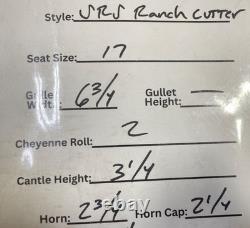 Style: SRS Ranch CUTTER
Seat Size: 17
Gullet Width: 6 3/4 Gullet Height: —
Cheyenne Roll: 2
Cantle Height: 3 1/4
Horn: 2 3/4 Horn Cap: 2 1/4